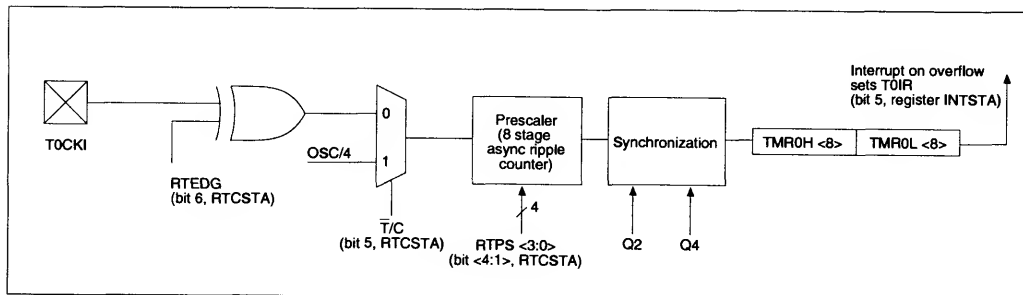 T0CKI
RTEDG
(bit 6, RTCSTA)
OSC/4
0
1
T/C
(bit 5, RTCSTA)
Prescaler
(8 stage
async ripple
counter)
4
RTPS <3:0>
(bit <4:1>, RTCSTA)
Synchronization
Q2
Q4
TMR0H <8>
TMR0L <8>
Interrupt on overflow
sets T0IR
(bit 5, register INTSTA)